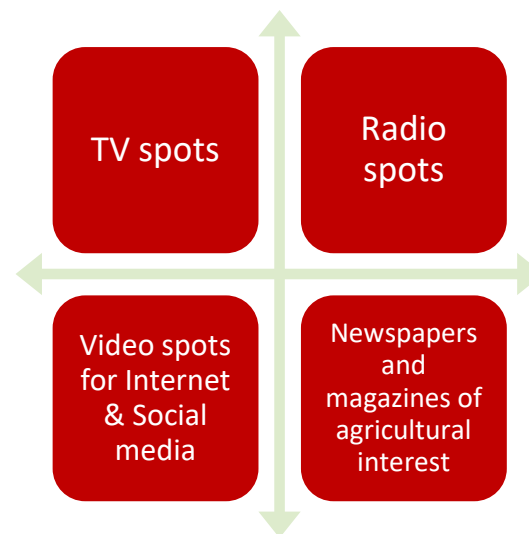 TV spots
Radio
spots
Video spots
for Internet
& Social
media
Newspapers
and
magazines of
agricultural
interest